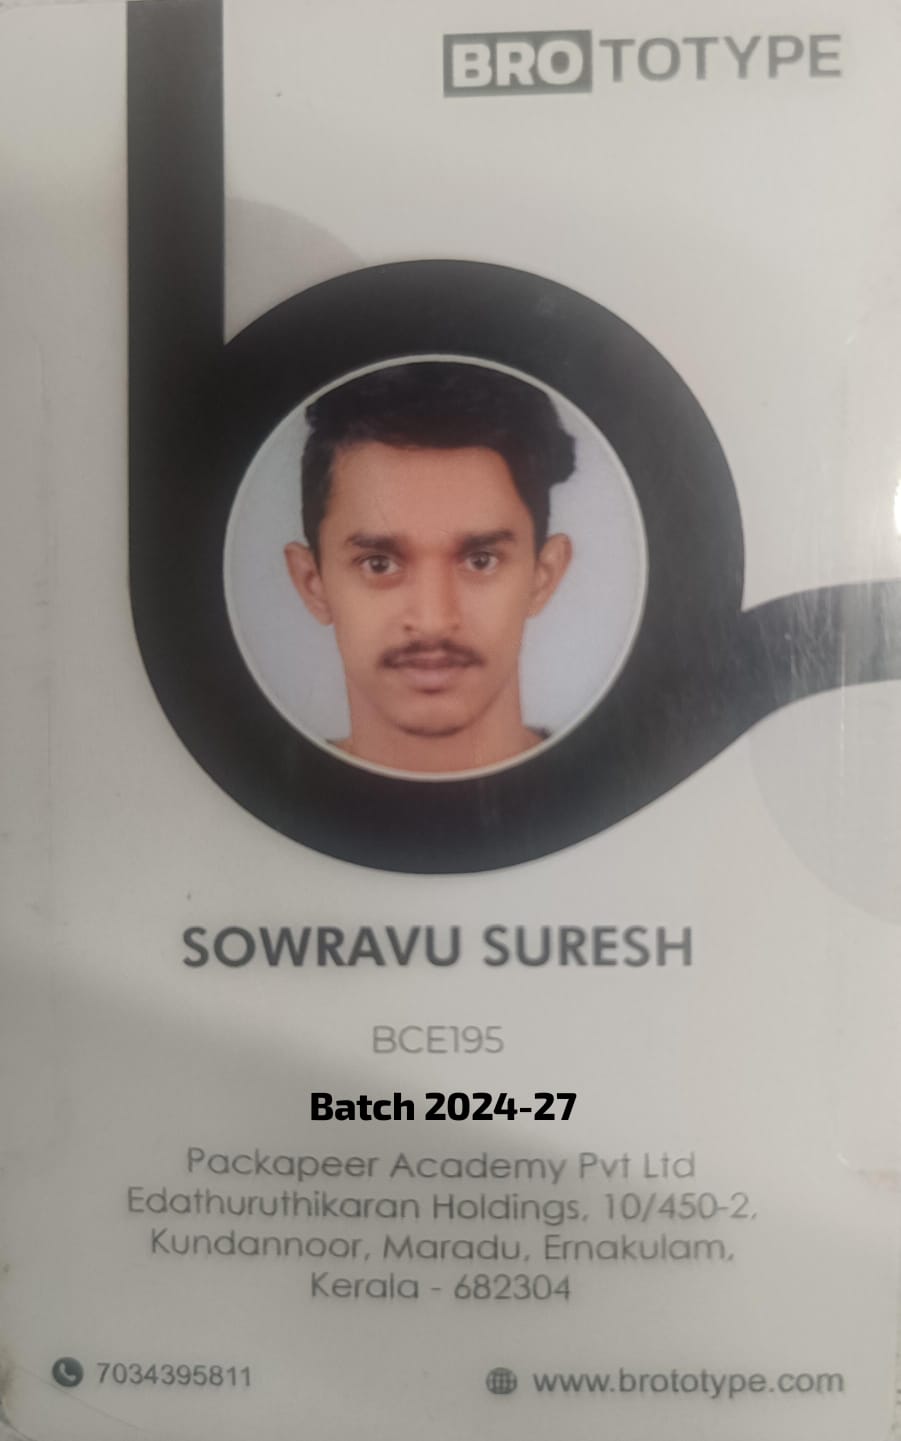 BROTOTYPE
SOWRAVU SURESH
BCE195
Batch 2024-27
Packapeer Academy Pvt Ltd
Edathuruthikaran Holdings, 10/450-2,
Kundannoor, Maradu, Ernakulam,
Kerala - 682304
7034395811
www.brototype.com